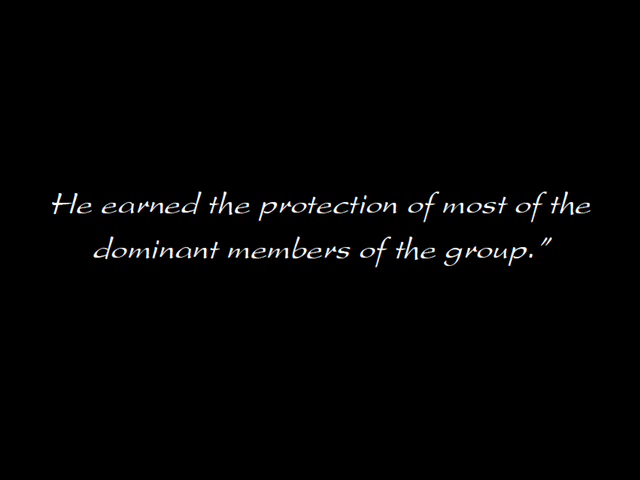 He earned the protection of most of the
dominant members of the group."